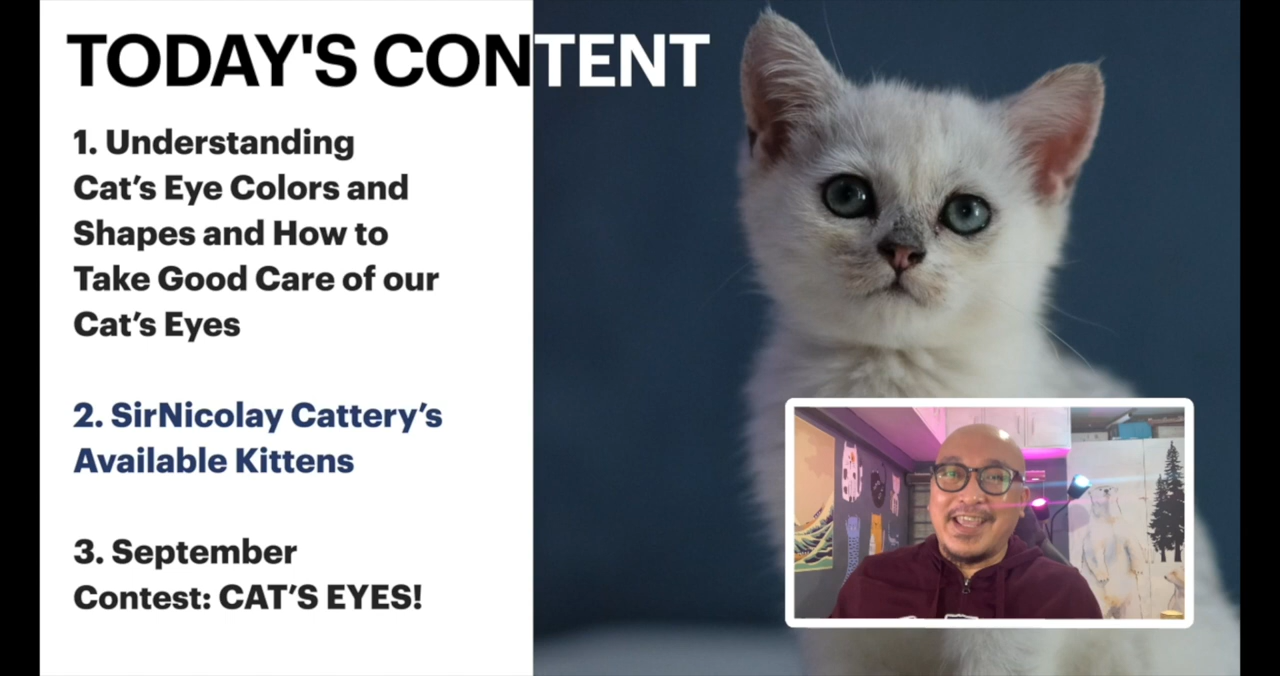 TODAY'S CONTENT
1. Understanding
Cat’s Eye Colors and
Shapes and How to
Take Good Care of our
Cat’s Eyes
2. SirNicolay Cattery’s
Available Kittens
3. September
Contest: CAT’S EYES!